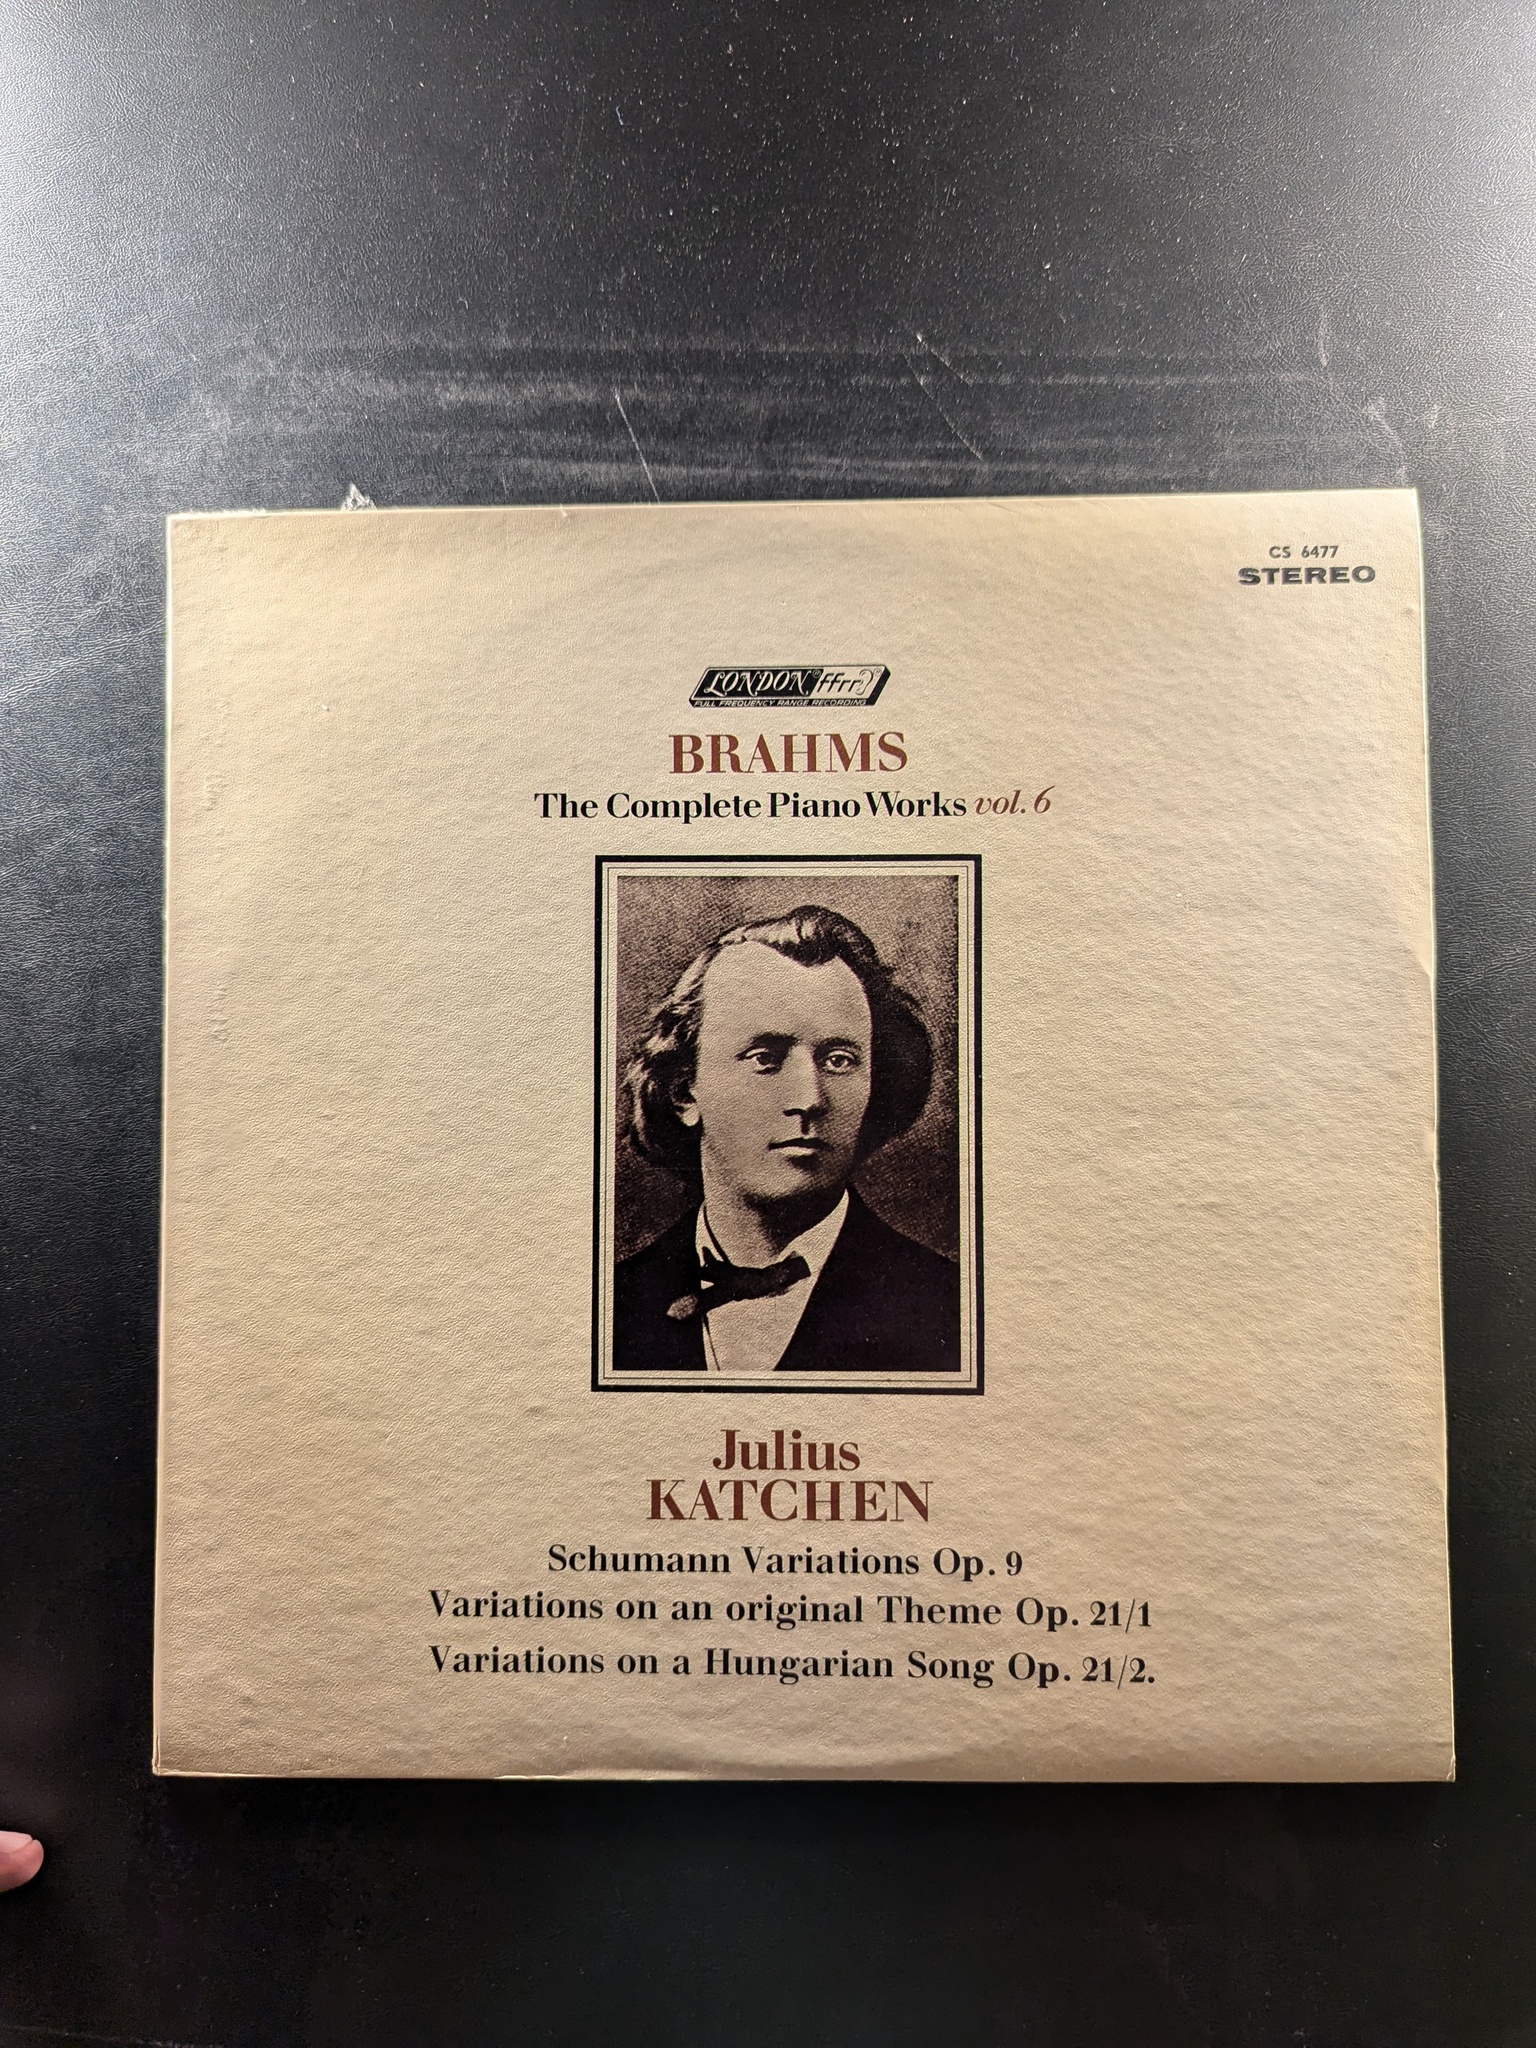 CS 6477
STEREO
LONDON ffrr
FULL FREQUENCY RANGE RECORDING
BRAHMS
The Complete Piano Works vol. 6
Julius
KATCHEN
Schumann Variations Op. 9
Variations on an original Theme Op. 21/1
Variations on a Hungarian Song Op. 21/2.